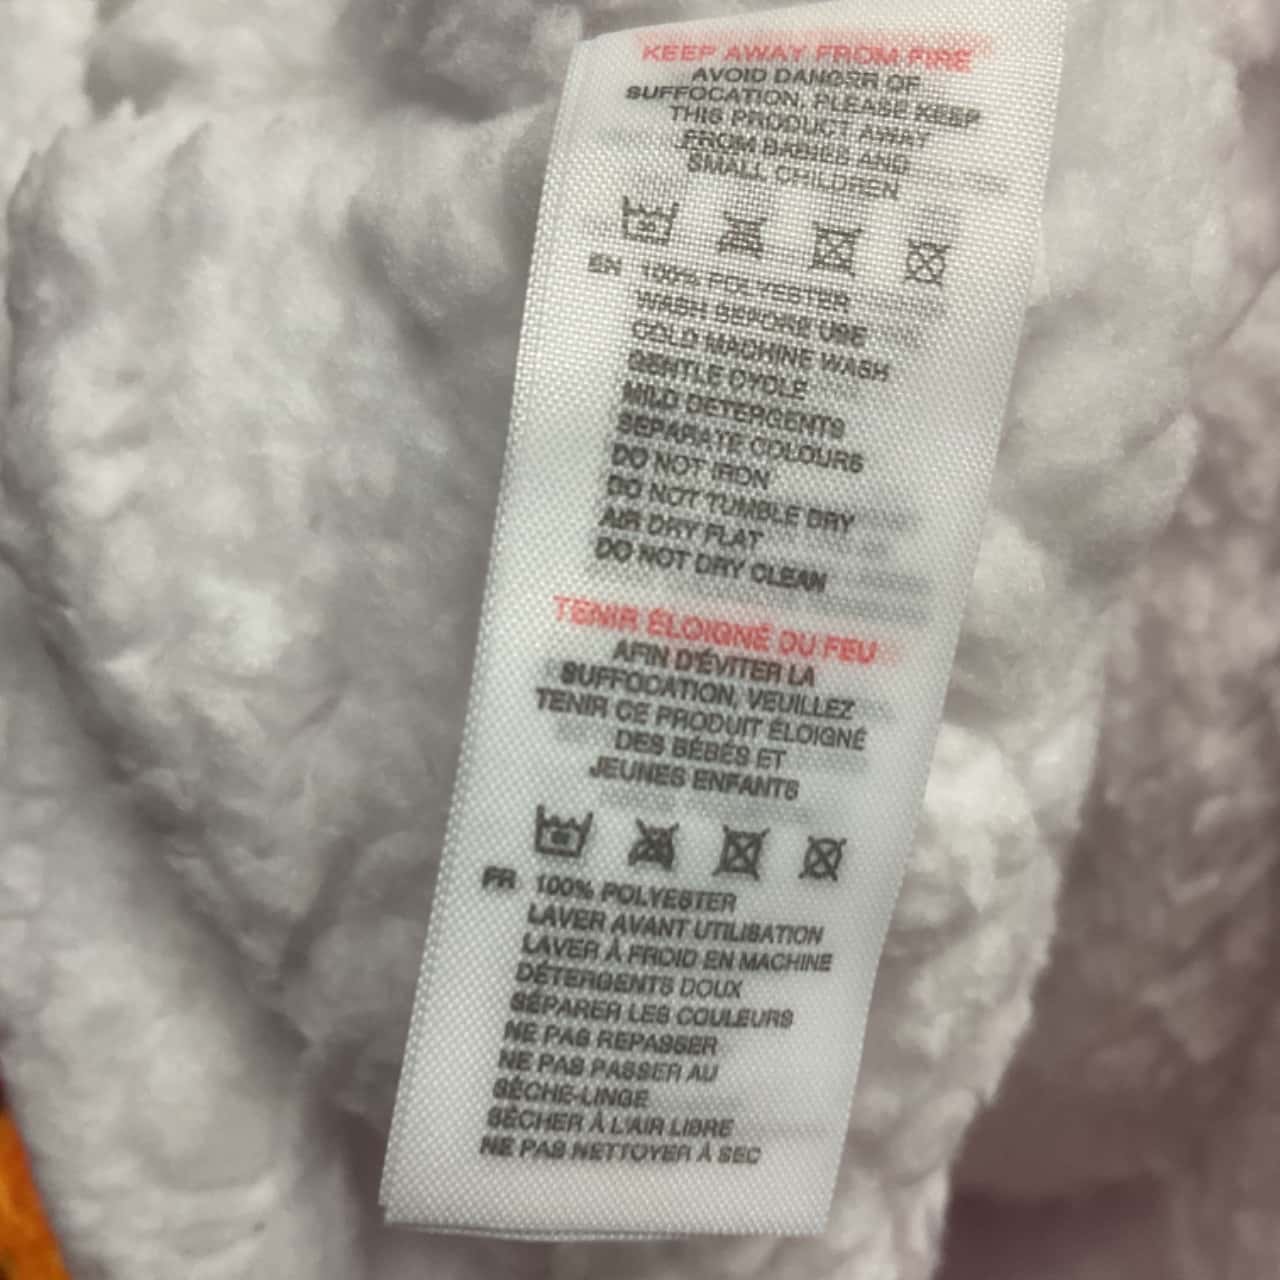 KEEP AWAY FROM FIRE
AVOID DANGER OF
SUFFOCATION, PLEASE KEEP
THIS PRODUCT AWAY
FROM BABIES AND
SMALL CHILDREN
EN 100% POLYESTER
WASH BEFORE USE
COLD MACHINE WASH
GENTLE CYCLE
MILD DETERGENTS
SEPARATE COLOURS
DO NOT IRON
DO NOT TUMBLE DRY
AIR DRY FLAT
DO NOT DRY CLEAN
TENIR ÉLOIGNÉ DU FEU
AFIN D'ÉVITER LA
SUFFOCATION, VEUILLEZ
TENIR CE PRODUIT ÉLOIGNÉ
DES BÉBÉS ET
JEUNES ENFANTS
FR 100% POLYESTER
LAVER AVANT UTILISATION
LAVER À FROID EN MACHINE
DÉTERGENTS DOUX
SÉPARER LES COULEURS
NE PAS REPASSER
NE PAS PASSER AU
SÈCHE-LINGE
SÉCHER À L'AIR LIBRE
NE PAS NETTOYER À SEC